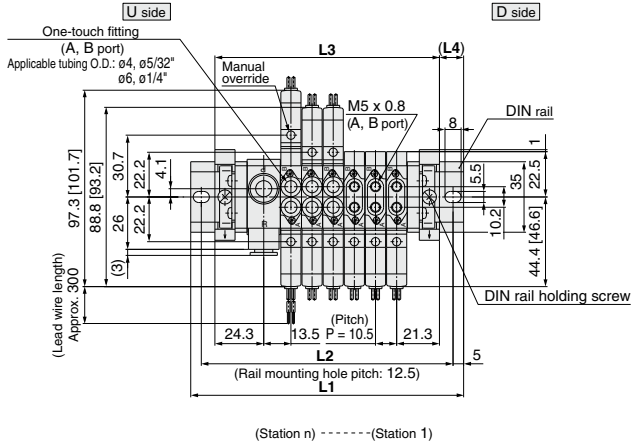 U side
D side
One-touch fitting
(A, B port)
Applicable tubing O.D.: ø4, ø5/32"
ø6, ø1/4"
L3
(L4)
Manual
override
M5 x 0.8
(A, B port)
8
DIN rail
1
97.3 [101.7]
88.8 [93.2]
30.7
22.2
4.1
26
22.2
(3)
5.5
35
22.5
10.2
44.4 [46.6]
(Lead wire length)
Approx. 300
DIN rail holding screw
24.3
13.5
(Pitch)
P = 10.5
21.3
L2
5
(Rail mounting hole pitch: 12.5)
L1
(Station n) -------(Station 1)